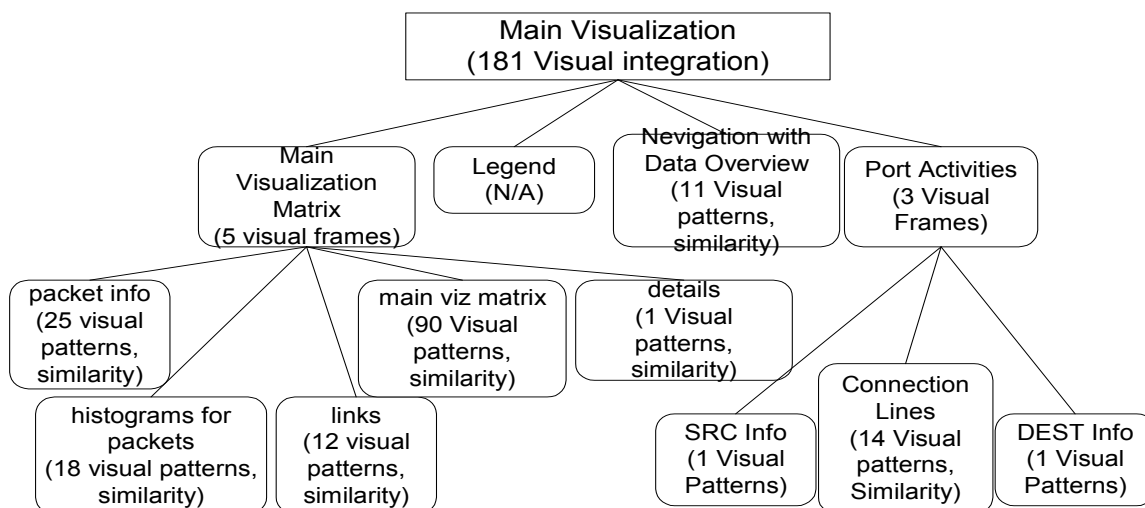 Main Visualization
(181 Visual integration)
Main
Visualization
Matrix
(5 visual frames)
Legend
(N/A)
Nevigation with
Data Overview
(11 Visual
patterns,
similarity)
Port Activities
(3 Visual
Frames)
packet info
(25 visual
patterns,
similarity)
histograms for
packets
(18 visual patterns,
similarity)
links
(12 visual
patterns,
similarity)
main viz matrix
(90 Visual
patterns,
similarity)
details
(1 Visual
patterns,
similarity)
SRC Info
(1 Visual
Patterns)
Connection
Lines
(14 Visual
patterns,
Similarity)
DEST Info
(1 Visual
Patterns)